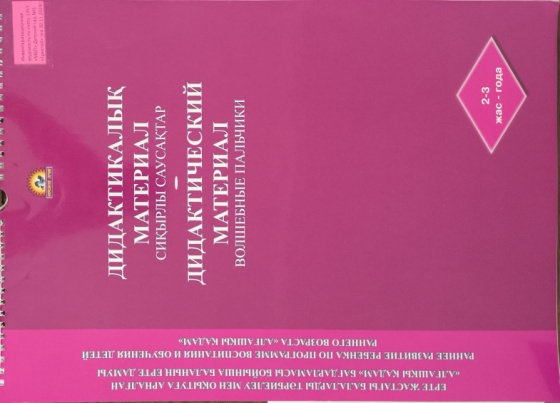 ЕРТЕ ЖАСТАҒЫ БАЛАЛАРДЫ ТӘРБИЕЛЕУ МЕН ОҚЫТУҒА АРНАЛҒАН
«АЛҒАШҚЫ ҚАДАМ» БАҒДАРЛАМАСЫ БОЙЫНША БАЛАНЫҢ ЕРТЕ ДАМУЫ
РАННЕЕ РАЗВИТИЕ РЕБЕНКА ПО ПРОГРАММЕ ВОСПИТАНИЯ И ОБУЧЕНИЯ ДЕТЕЙ
РАННЕГО ВОЗРАСТА «АЛҒАШҚЫ ҚАДАМ»
ДИДАКТИКАЛЫҚ
МАТЕРИАЛ
СИҚЫРЛЫ САУСАҚТАР
-
ДИДАКТИЧЕСКИЙ
МАТЕРИАЛ
ВОЛШЕБНЫЕ ПАЛЬЧИКИ
2-3
жас - года